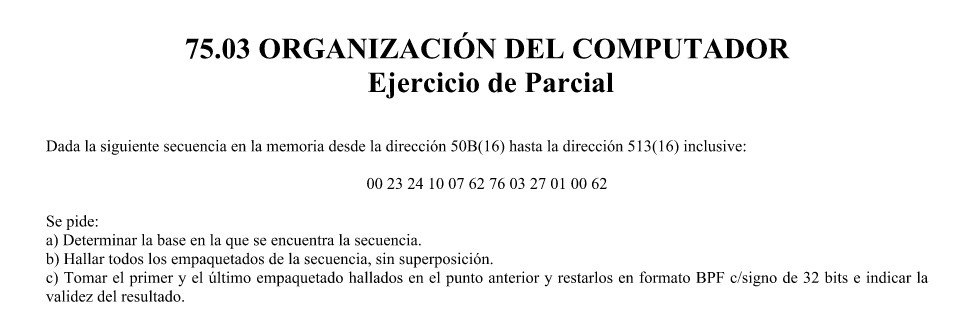 75.03 ORGANIZACIÓN DEL COMPUTADOR
Ejercicio de Parcial
Dada la siguiente secuencia en la memoria desde la dirección 50B(16) hasta la dirección 513(16) inclusive:
00 23 24 10 07 62 76 03 27 01 00 62
Se pide:
a) Determinar la base en la que se encuentra la secuencia.
b) Hallar todos los empaquetados de la secuencia, sin superposición.
c) Tomar el primer y el último empaquetado hallados en el punto anterior y restarlos en formato BPF c/signo de 32 bits e indicar la
validez del resultado.